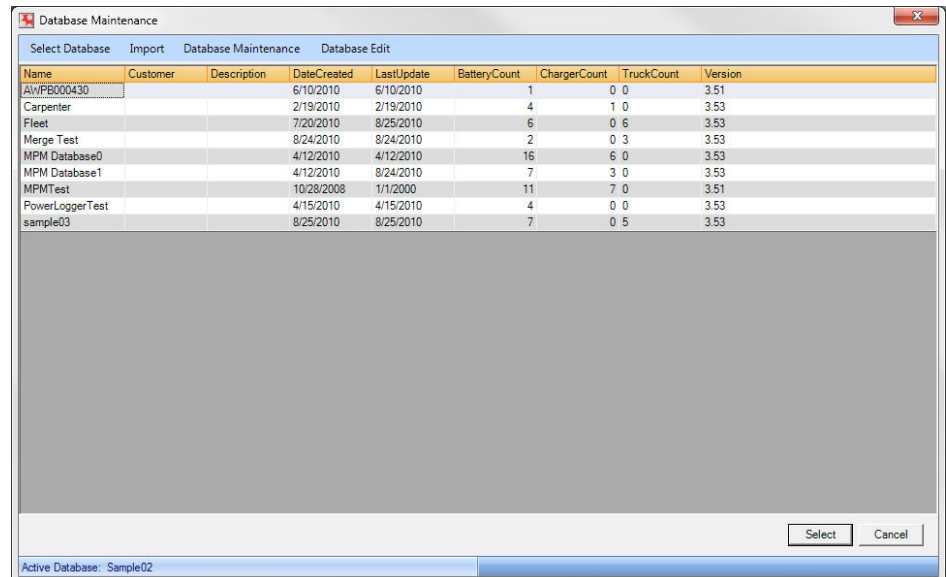 Database Maintenance
Select Database Import Database Maintenance Database Edit
Name Customer Description DateCreated LastUpdate BatteryCount ChargerCount TruckCount Version
AWPB000430 6/10/2010 6/10/2010 1 0 0 3.51
Carpenter 2/19/2010 2/19/2010 4 1 0 3.53
Fleet 7/20/2010 8/25/2010 6 0 6 3.53
Merge Test 8/24/2010 8/24/2010 2 0 3 3.53
MPM Database0 4/12/2010 4/12/2010 16 6 0 3.53
MPM Database1 4/12/2010 8/24/2010 7 3 0 3.53
MPMTest 10/28/2008 1/1/2000 11 7 0 3.51
PowerLoggerTest 4/15/2010 4/15/2010 4 0 0 3.53
sample03 8/25/2010 8/25/2010 7 0 5 3.53
Select Cancel
Active Database: Sample02